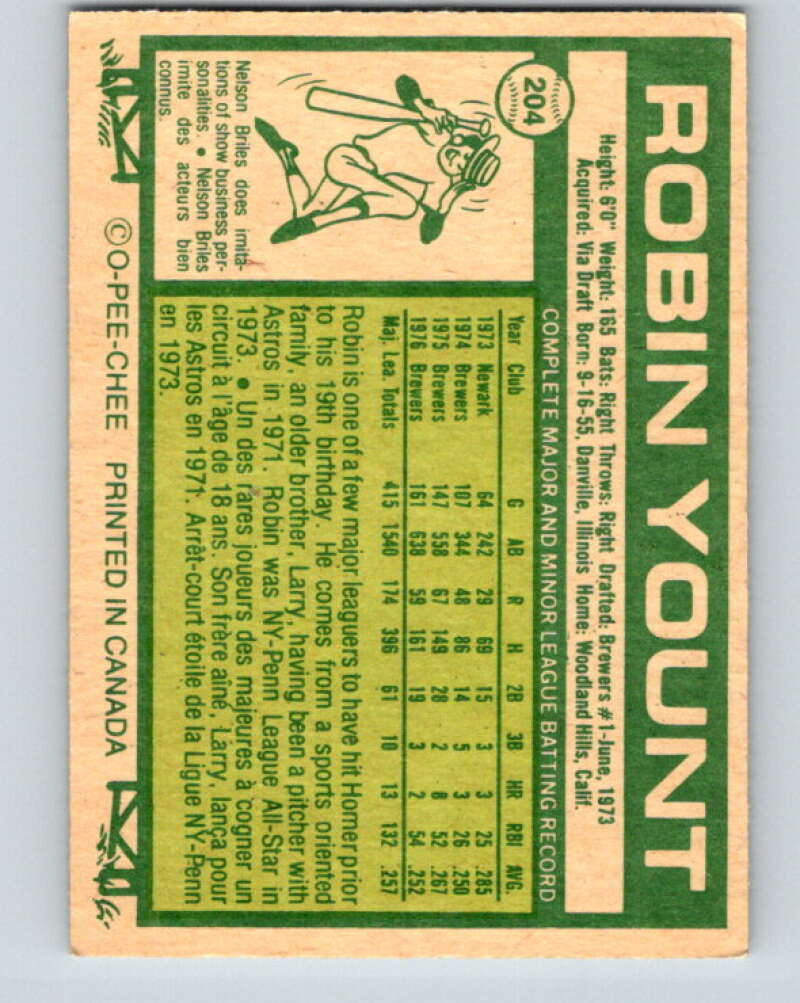 ROBIN YOUNT
Height: 6'0" Weight: 165 Bats: Right Throws: Right Drafted: Brewers #1-June, 1973
Acquired: Via Draft Born: 9-16-55, Danville, Illinois Home: Woodland Hills, Calif.
204
COMPLETE MAJOR AND MINOR LEAGUE BATTING RECORD
Year Club G AB R H 2B 3B HR RBI AVG.
1973 Newark 64 242 29 69 15 3 3 25 .285
1974 Brewers 107 344 48 86 14 5 3 26 .250
1975 Brewers 147 558 67 149 28 2 8 52 .267
1976 Brewers 161 638 59 161 19 3 2 54 .252
Maj. Lea. Totals 415 1540 174 396 61 10 13 132 .257
Robin is one of a few major leaguers to have hit Homer prior
to his 19th birthday. He comes from a sports oriented
family, an older brother, Larry, having been a pitcher with
Astros in 1971. Robin was NY-Penn League All-Star in
1973. • Un des rares joueurs des majeures à cogner un
circuit à l'âge de 18 ans. Son frère aîné, Larry, lança pour
les Astros en 1971. Arrêt-court étoile de la Ligue NY-Penn
en 1973.
Nelson Briles does imita-
tions of show business per-
sonalities. • Nelson Briles
imite des acteurs bien
connus.
©O-PEE-CHEE PRINTED IN CANADA